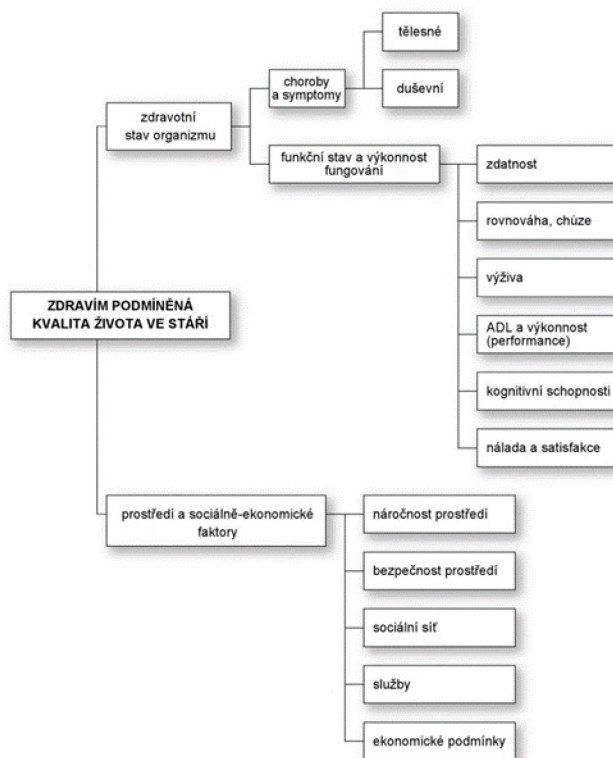 tělesné
choroby
a symptomy
duševní
zdravotní
stav organizmu
funkční stav a výkonnost
fungování
zdatnost
rovnováha, chůze
výživa
ZDRAVÍM PODMÍNĚNÁ
KVALITA ŽIVOTA VE STÁŘÍ
ADL a výkonnost
(performance)
kognitivní schopnosti
nálada a satisfakce
prostředí a sociálně-ekonomické
faktory
náročnost prostředí
bezpečnost prostředí
sociální síť
služby
ekonomické podmínky